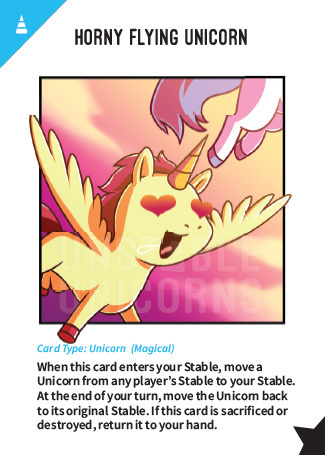 HORNY FLYING UNICORN
UNSTABLE
UNICORNS
Card Type: Unicorn (Magical)
When this card enters your Stable, move a
Unicorn from any player's Stable to your Stable.
At the end of your turn, move the Unicorn back
to its original Stable. If this card is sacrificed or
destroyed, return it to your hand.